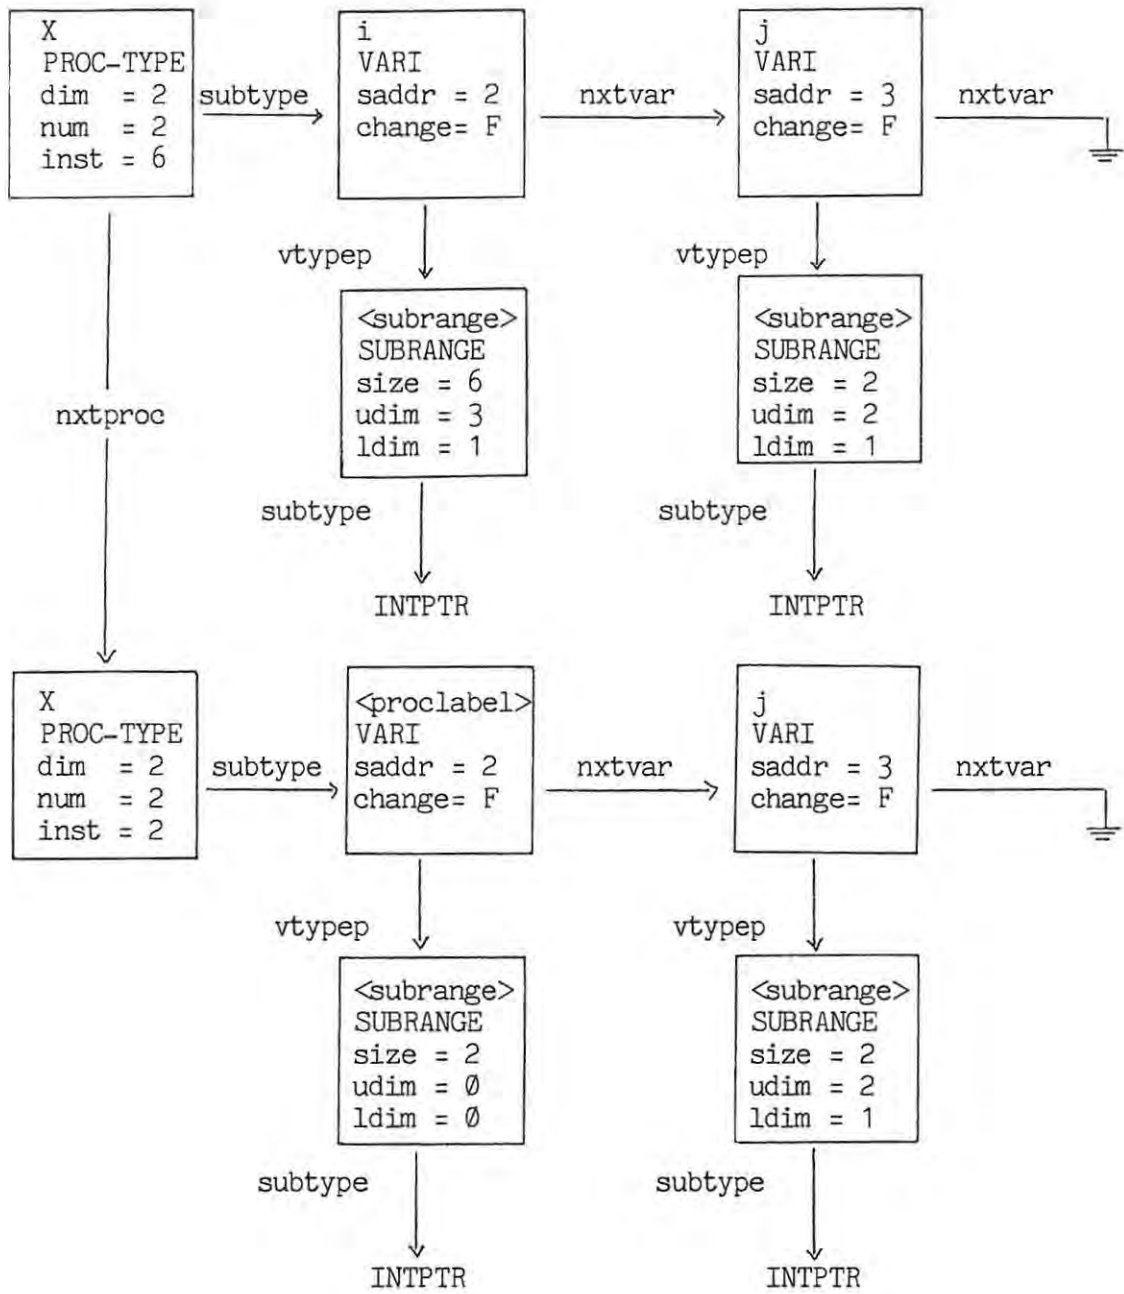 X
PROC-TYPE
dim = 2
num = 2
inst = 6
subtype
i
VARI
saddr = 2
change= F
nxtvar
j
VARI
saddr = 3
change= F
nxtvar
vtypep
vtypep
<subrange>
SUBRANGE
size = 6
udim = 3
ldim = 1
<subrange>
SUBRANGE
size = 2
udim = 2
ldim = 1
nxtproc
subtype
subtype
INTPTR
INTPTR
X
PROC-TYPE
dim = 2
num = 2
inst = 2
subtype
<proclabel>
VARI
saddr = 2
change= F
nxtvar
j
VARI
saddr = 3
change= F
nxtvar
vtypep
vtypep
<subrange>
SUBRANGE
size = 2
udim = Ø
ldim = Ø
<subrange>
SUBRANGE
size = 2
udim = 2
ldim = 1
subtype
subtype
INTPTR
INTPTR